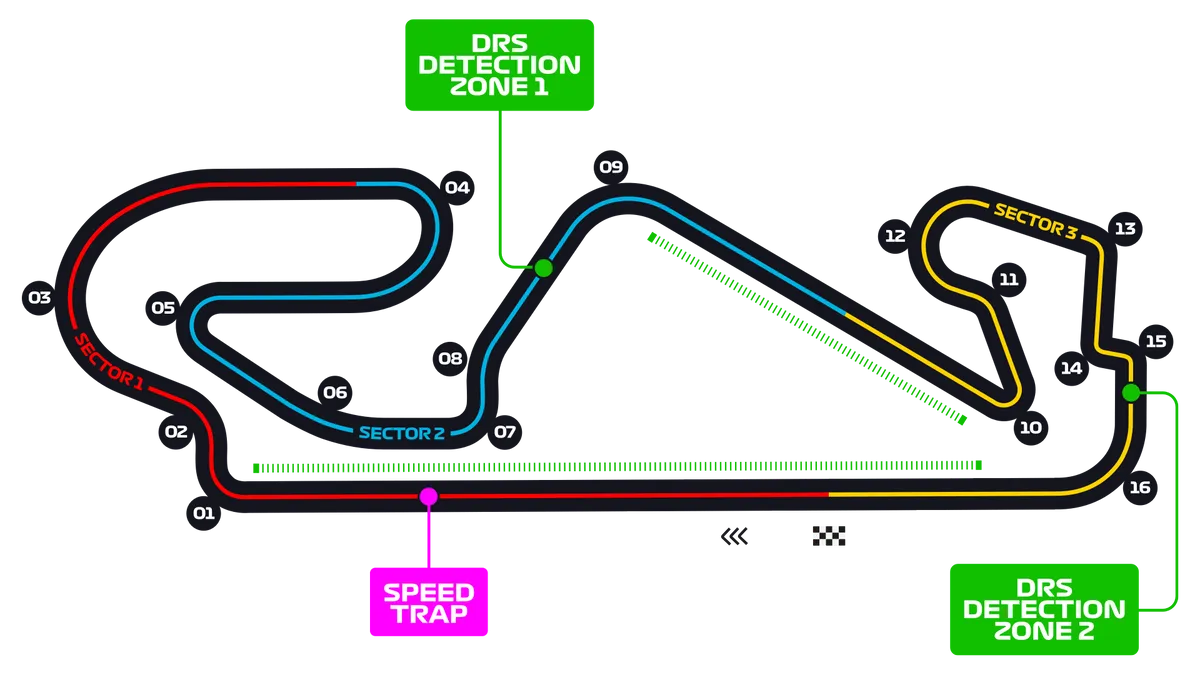 DRS
DETECTION
ZONE 1
09
04
13
12
11
03
05
15
08
14
06
SECTOR 3
SECTOR 1
02
SECTOR 2
07
10
16
01
SPEED
TRAP
DRS
DETECTION
ZONE 2